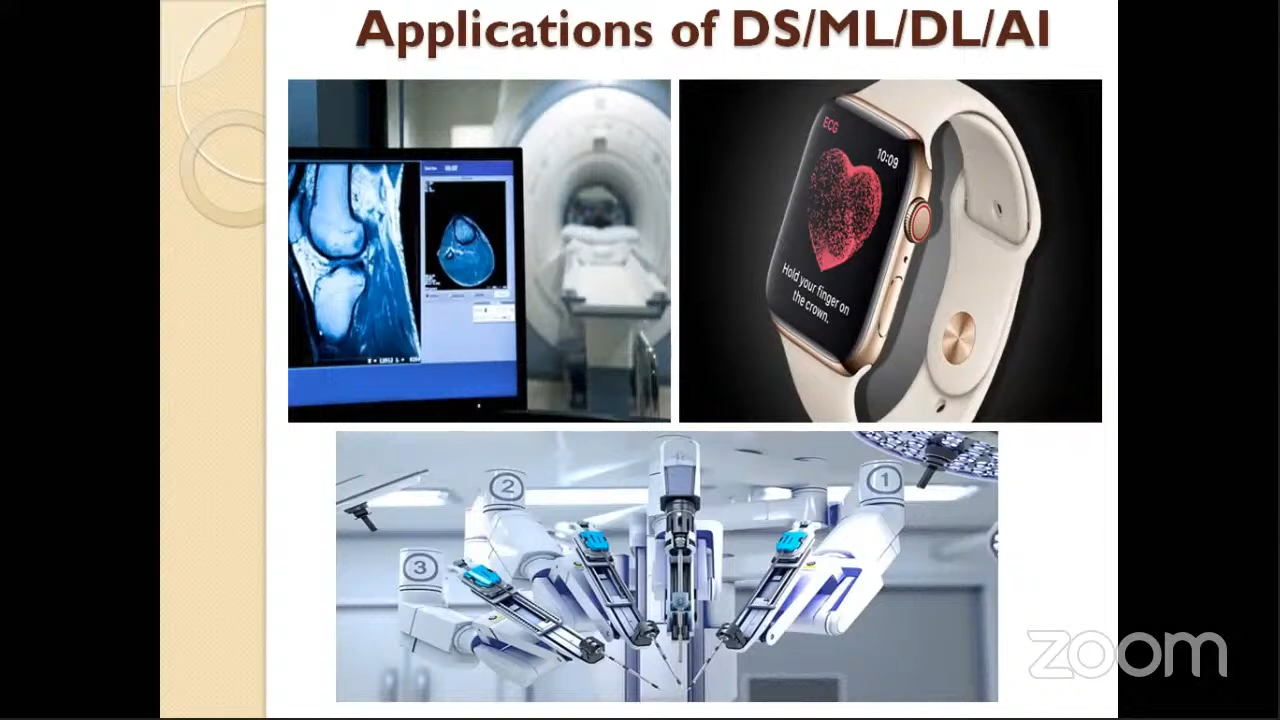 Applications of DS/ML/DL/AI
ECG
10:09
Hold your finger on
the crown.
2
1
3
zoom